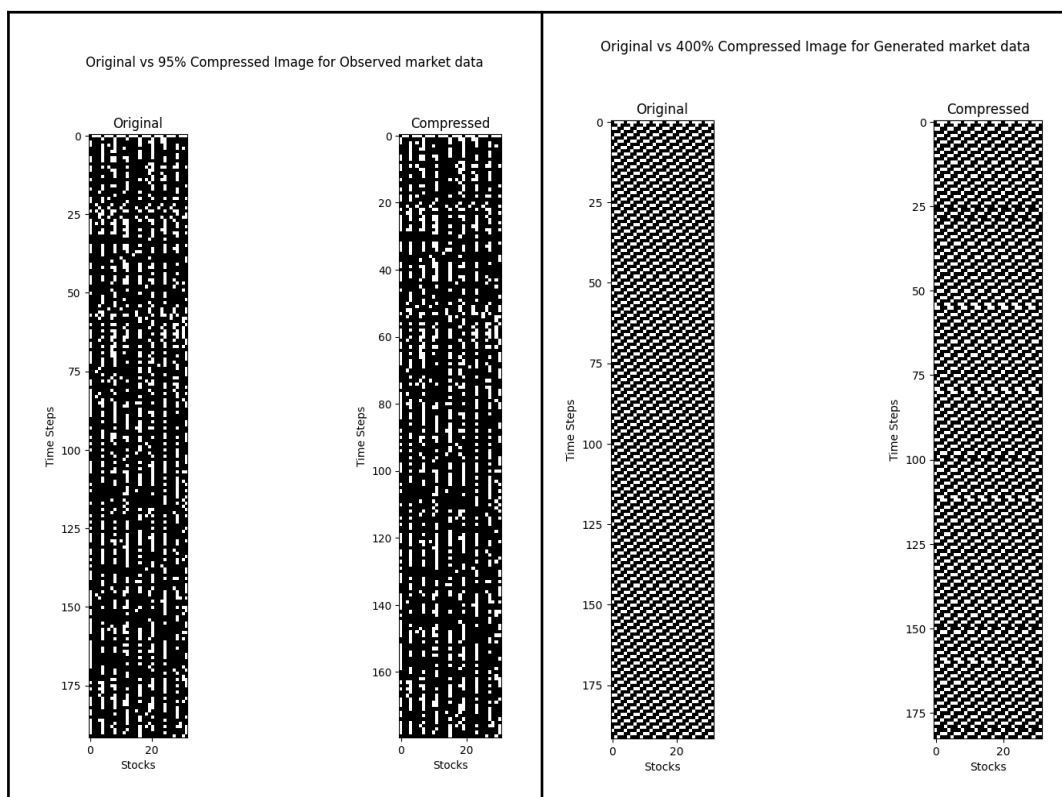 Original vs 95% Compressed Image for Observed market data
Original
Compressed
0
25
50
75
100
125
150
175
Time Steps
0 20
Stocks
0
20
40
60
80
100
120
140
160
Time Steps
0 20
Stocks
Original vs 400% Compressed Image for Generated market data
Original
Compressed
0
25
50
75
100
125
150
175
Time Steps
0 20
Stocks
0
25
50
75
100
125
150
175
Time Steps
0 20
Stocks